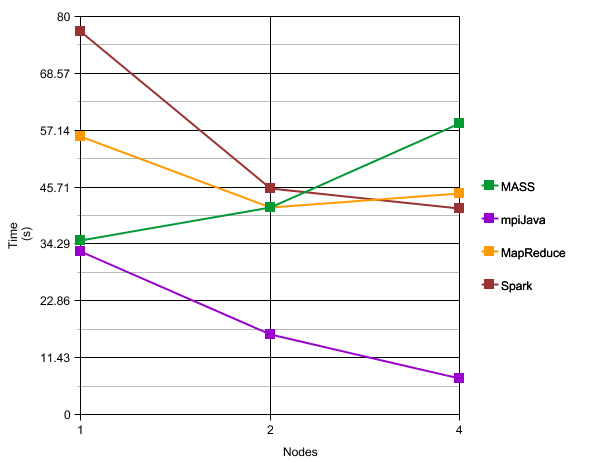 80
68.57
57.14
45.71
34.29
22.86
11.43
0
Time
(s)
1
2
4
Nodes
MASS
mpiJava
MapReduce
Spark